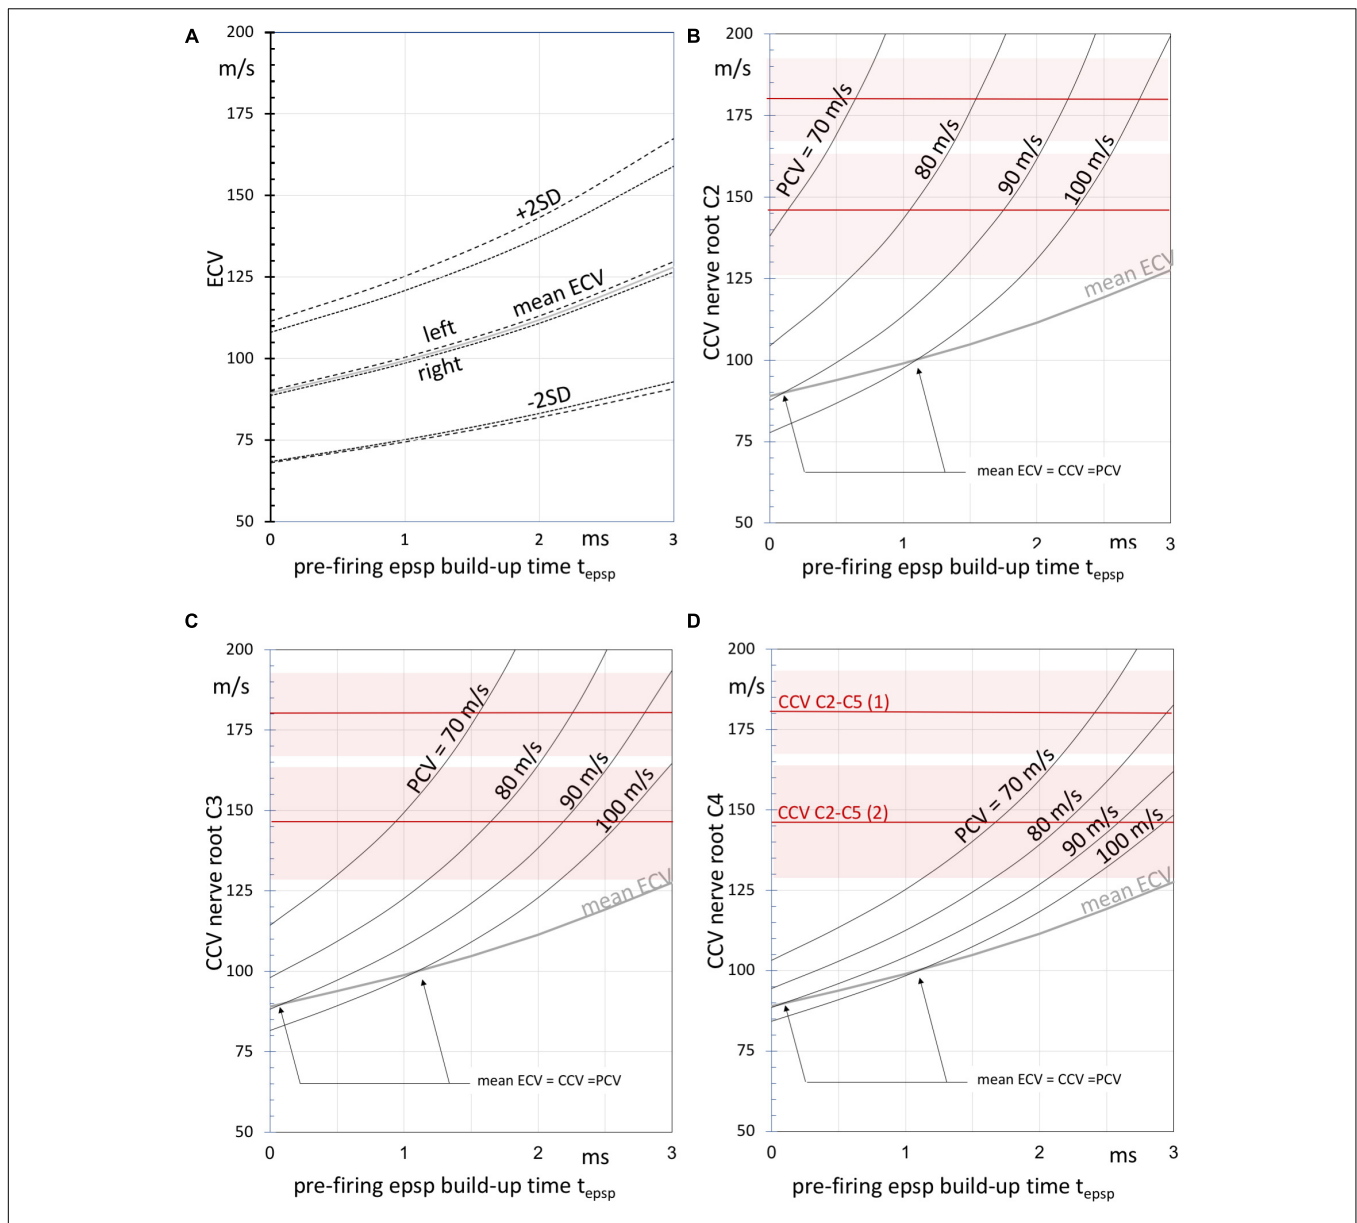 A
200
m/s
175
150
125
100
75
50
ECV
+2SD
mean ECV
left
right
-2SD
0 1 2 ms 3
pre-firing epsp build-up time tepsp
B
200
m/s
175
150
125
100
75
50
CCV nerve root C2
PCV = 70 m/s
80 m/s
90 m/s
100 m/s
mean ECV
mean ECV = CCV =PCV
0 1 2 ms 3
pre-firing epsp build-up time tepsp
C
200
m/s
175
150
125
100
75
50
CCV nerve root C3
PCV = 70 m/s
80 m/s
90 m/s
100 m/s
mean ECV
mean ECV = CCV =PCV
0 1 2 ms 3
pre-firing epsp build-up time tepsp
D
200
m/s
175
150
125
100
75
50
CCV nerve root C4
CCV C2-C5 (1)
CCV C2-C5 (2)
PCV = 70 m/s
80 m/s
90 m/s
100 m/s
mean ECV
mean ECV = CCV =PCV
0 1 2 ms 3
pre-firing epsp build-up time tepsp